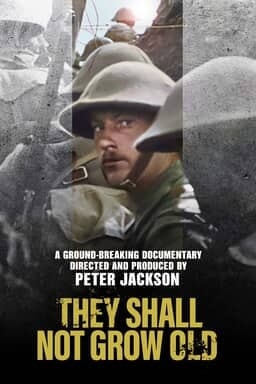 A GROUND-BREAKING DOCUMENTARY
DIRECTED AND PRODUCED BY
PETER JACKSON
THEY SHALL
NOT GROW OLD